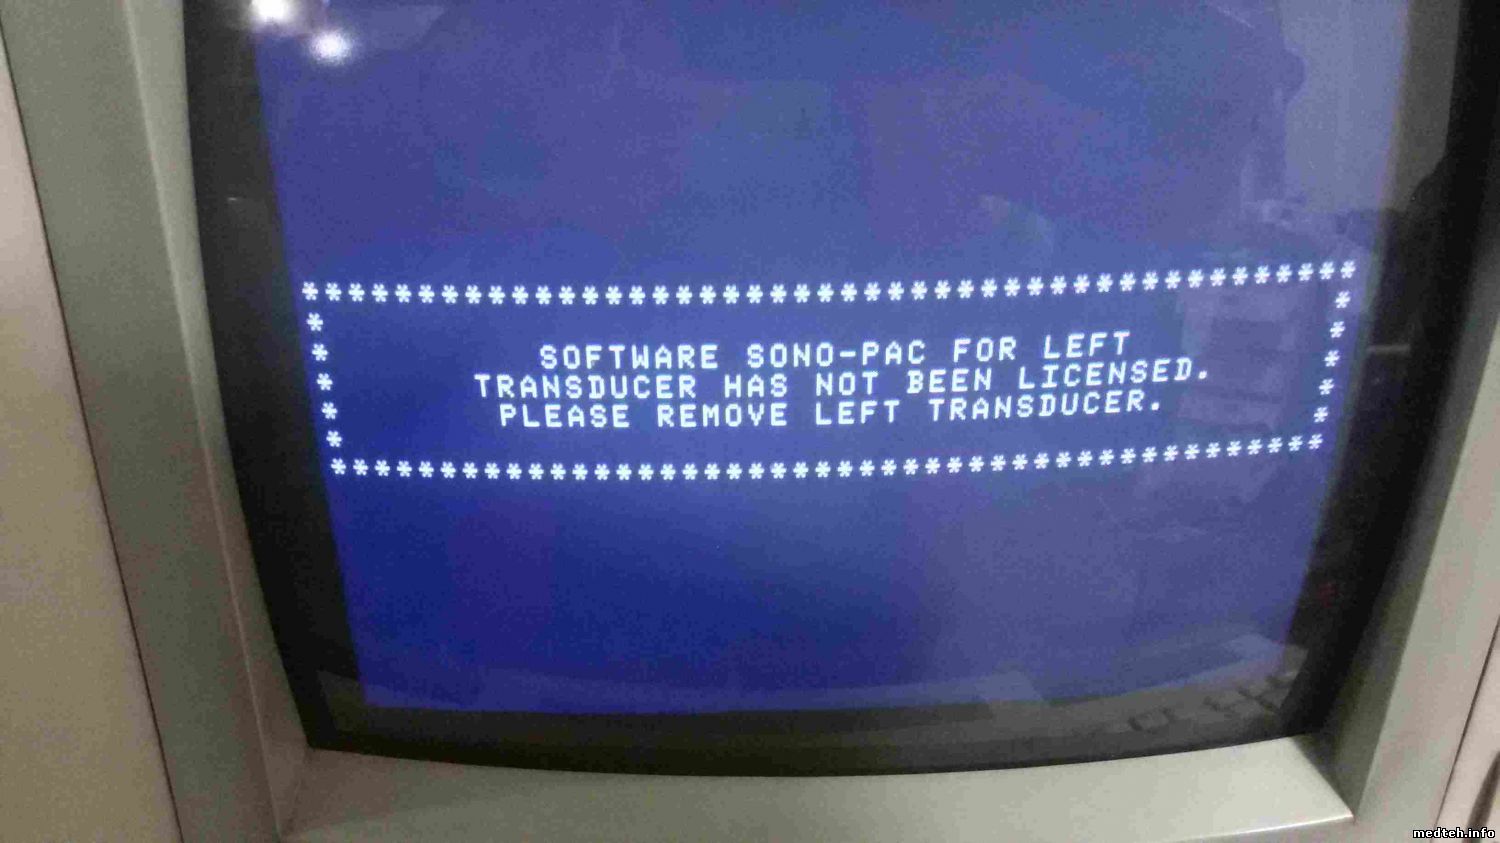 *********************************************
SOFTWARE SONO-PAC FOR LEFT
TRANSDUCER HAS NOT BEEN LICENSED.
PLEASE REMOVE LEFT TRANSDUCER.
*********************************************
medteh.info